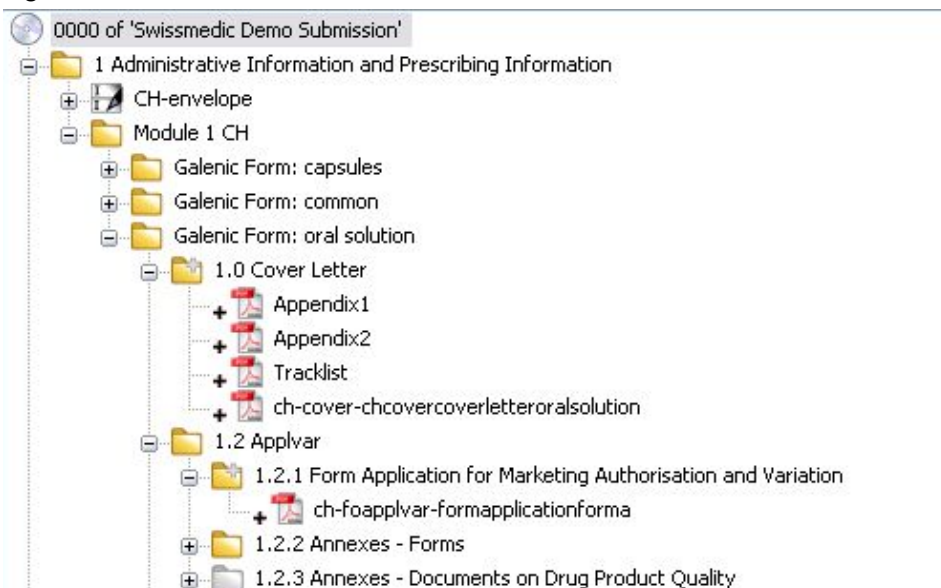 0000 of 'Swissmedic Demo Submission'
1 Administrative Information and Prescribing Information
CH-envelope
Module 1 CH
Galenic Form: capsules
Galenic Form: common
Galenic Form: oral solution
1.0 Cover Letter
Appendix1
Appendix2
Tracklist
ch-cover-chcovercoverletteroralsolution
1.2 Applvar
1.2.1 Form Application for Marketing Authorisation and Variation
ch-foapplvar-formapplicationforma
1.2.2 Annexes - Forms
1.2.3 Annexes - Documents on Drug Product Quality